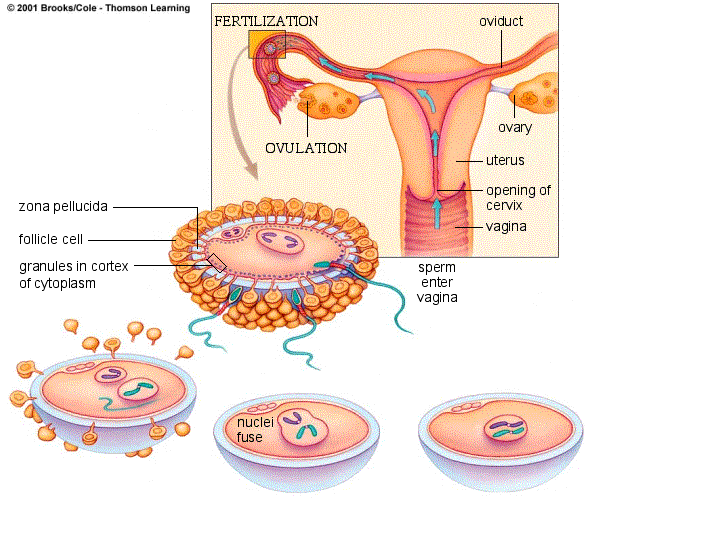 © 2001 Brooks/Cole - Thomson Learning
FERTILIZATION
oviduct
OVULATION
ovary
uterus
opening of
cervix
vagina
zona pellucida
follicle cell
granules in cortex
of cytoplasm
sperm
enter
vagina
nuclei
fuse